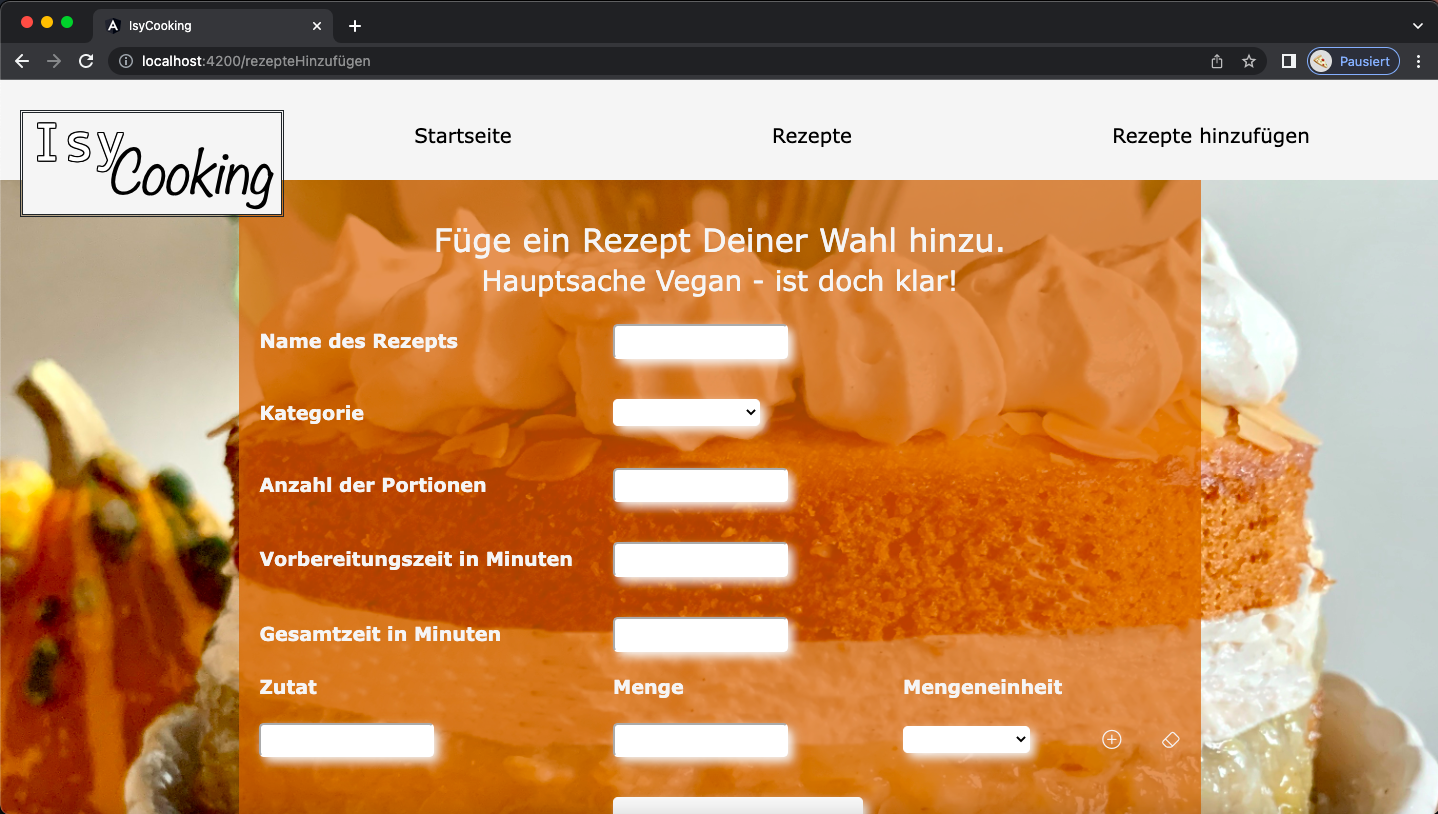 IsyCooking
localhost:4200/rezepteHinzufügen
Pausiert
Isy
Cooking
Startseite Rezepte Rezepte hinzufügen
Füge ein Rezept Deiner Wahl hinzu.
Hauptsache Vegan - ist doch klar!
Name des Rezepts
Kategorie
Anzahl der Portionen
Vorbereitungszeit in Minuten
Gesamtzeit in Minuten
Zutat Menge Mengeneinheit